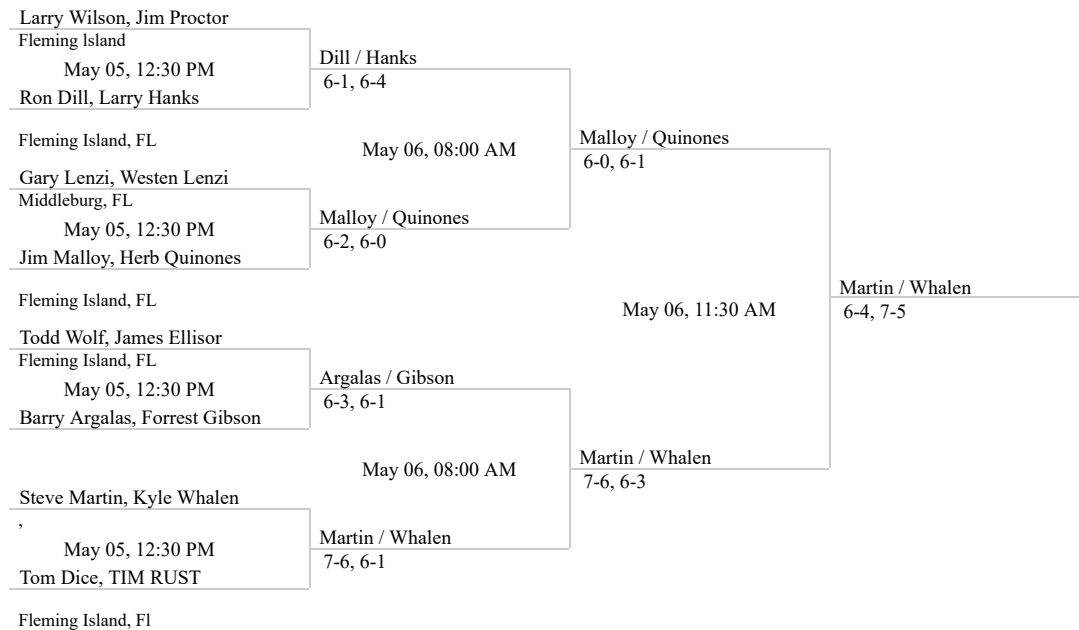 Larry Wilson, Jim Proctor
Fleming Island
May 05, 12:30 PM
Ron Dill, Larry Hanks
Fleming Island, FL
Gary Lenzi, Westen Lenzi
Middleburg, FL
May 05, 12:30 PM
Jim Malloy, Herb Quinones
Fleming Island, FL
Todd Wolf, James Ellisor
Fleming Island, FL
May 05, 12:30 PM
Barry Argalas, Forrest Gibson
Steve Martin, Kyle Whalen
,
May 05, 12:30 PM
Tom Dice, TIM RUST
Fleming Island, Fl
Dill / Hanks
6-1, 6-4
May 06, 08:00 AM
Malloy / Quinones
6-2, 6-0
Argalas / Gibson
6-3, 6-1
May 06, 08:00 AM
Martin / Whalen
7-6, 6-1
Malloy / Quinones
6-0, 6-1
May 06, 11:30 AM
Martin / Whalen
7-6, 6-3
Martin / Whalen
6-4, 7-5